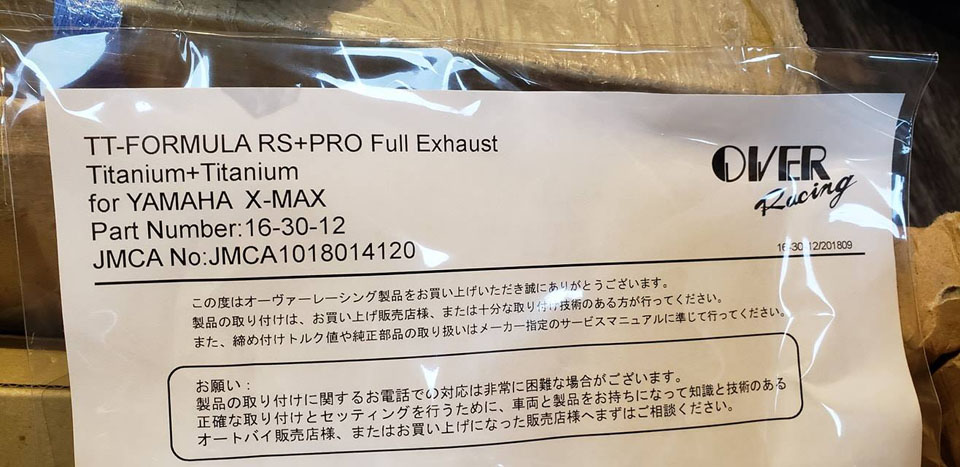 TT-FORMULA RS+PRO Full Exhaust
Titanium+Titanium
for YAMAHA X-MAX
Part Number:16-30-12
JMCA No:JMCA1018014120
OVER
Racing
16-30-12/201809
この度はオーヴァーレーシング製品をお買い上げいただき誠にありがとうございます。
製品の取り付けは、お買い上げ販売店様、または十分な取り付け技術のある方が行ってください。
また、締め付けトルク値や純正部品の取り扱いはメーカー指定のサービスマニュアルに準じて行ってください。
お願い：
製品の取り付けに関するお電話での対応は非常に困難な場合がございます。
正確な取り付けとセッティングを行うために、車両と製品をお持ちになって知識と技術のある
オートバイ販売店様、またはお買い上げになった販売店様へまずはご相談ください。